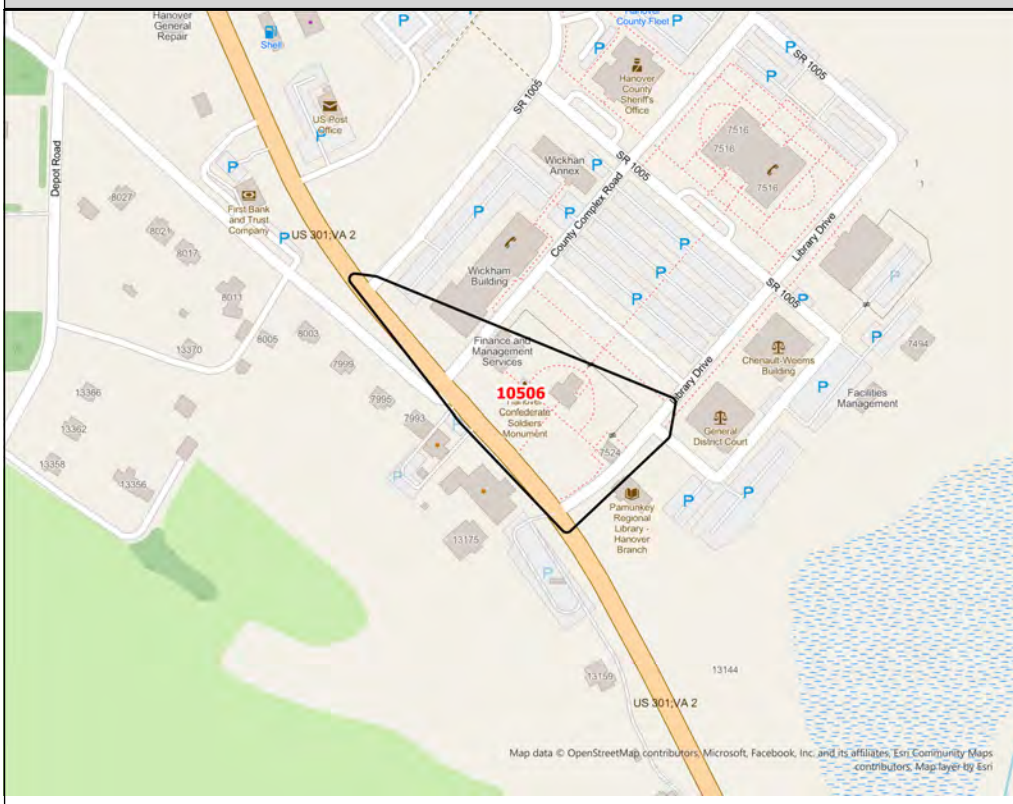 Hanover
General
Repair
Shell
P
County Fleet
P
P
P
P
SR 1005
Hanover
County
Sheriff's
Office
US Post
Office
P
SR 1005
7516
7516
7516
Depot Road
P
Wickhan
Annex
P
SR 1005
First Bank
and Trust
Company
8027
8021
8017
P
US 301;VA 2
P
P
County Complex Road
P
P
P
Library Drive
P
Wickham
Building
SR 1005
P
8011
8005
8003
13370
7999
Finance and
Management
Services
P
7494
Chenault-Wooms
Building
P
Facilities
Management
13366
7995
7993
10506
Confederate
Soldiers
Monument
Library Drive
General
District Court
13362
13358
13356
P
P
7524
P
P
Pamunkey
Regional
Library -
Hanover
Branch
13175
P
13159
13144
US 301;VA 2
Map data © OpenStreetMap contributors, Microsoft, Facebook, Inc. and its affiliates, Esri Community Maps
contributors, Map layer by Esri